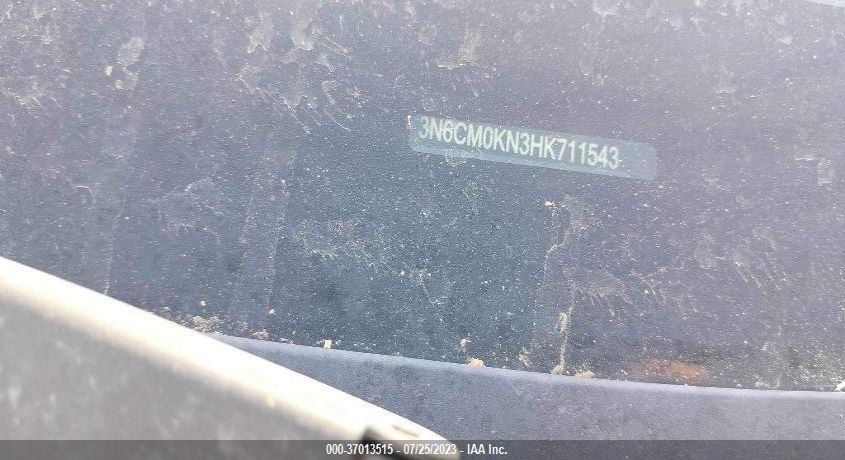 3N6CM0KN3HK711543
000-37013515 - 07/25/2023 - IAA Inc.